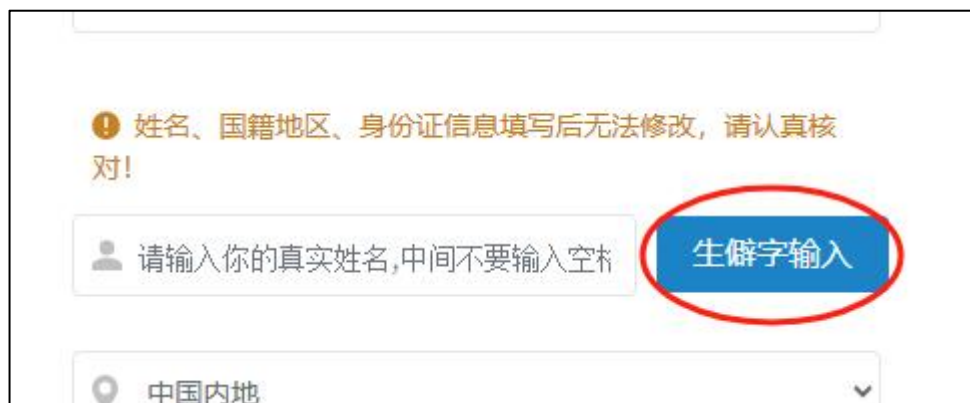 姓名、国籍地区、身份证信息填写后无法修改，请认真核
对！
请输入你的真实姓名,中间不要输入空
生僻字输入
中国内地